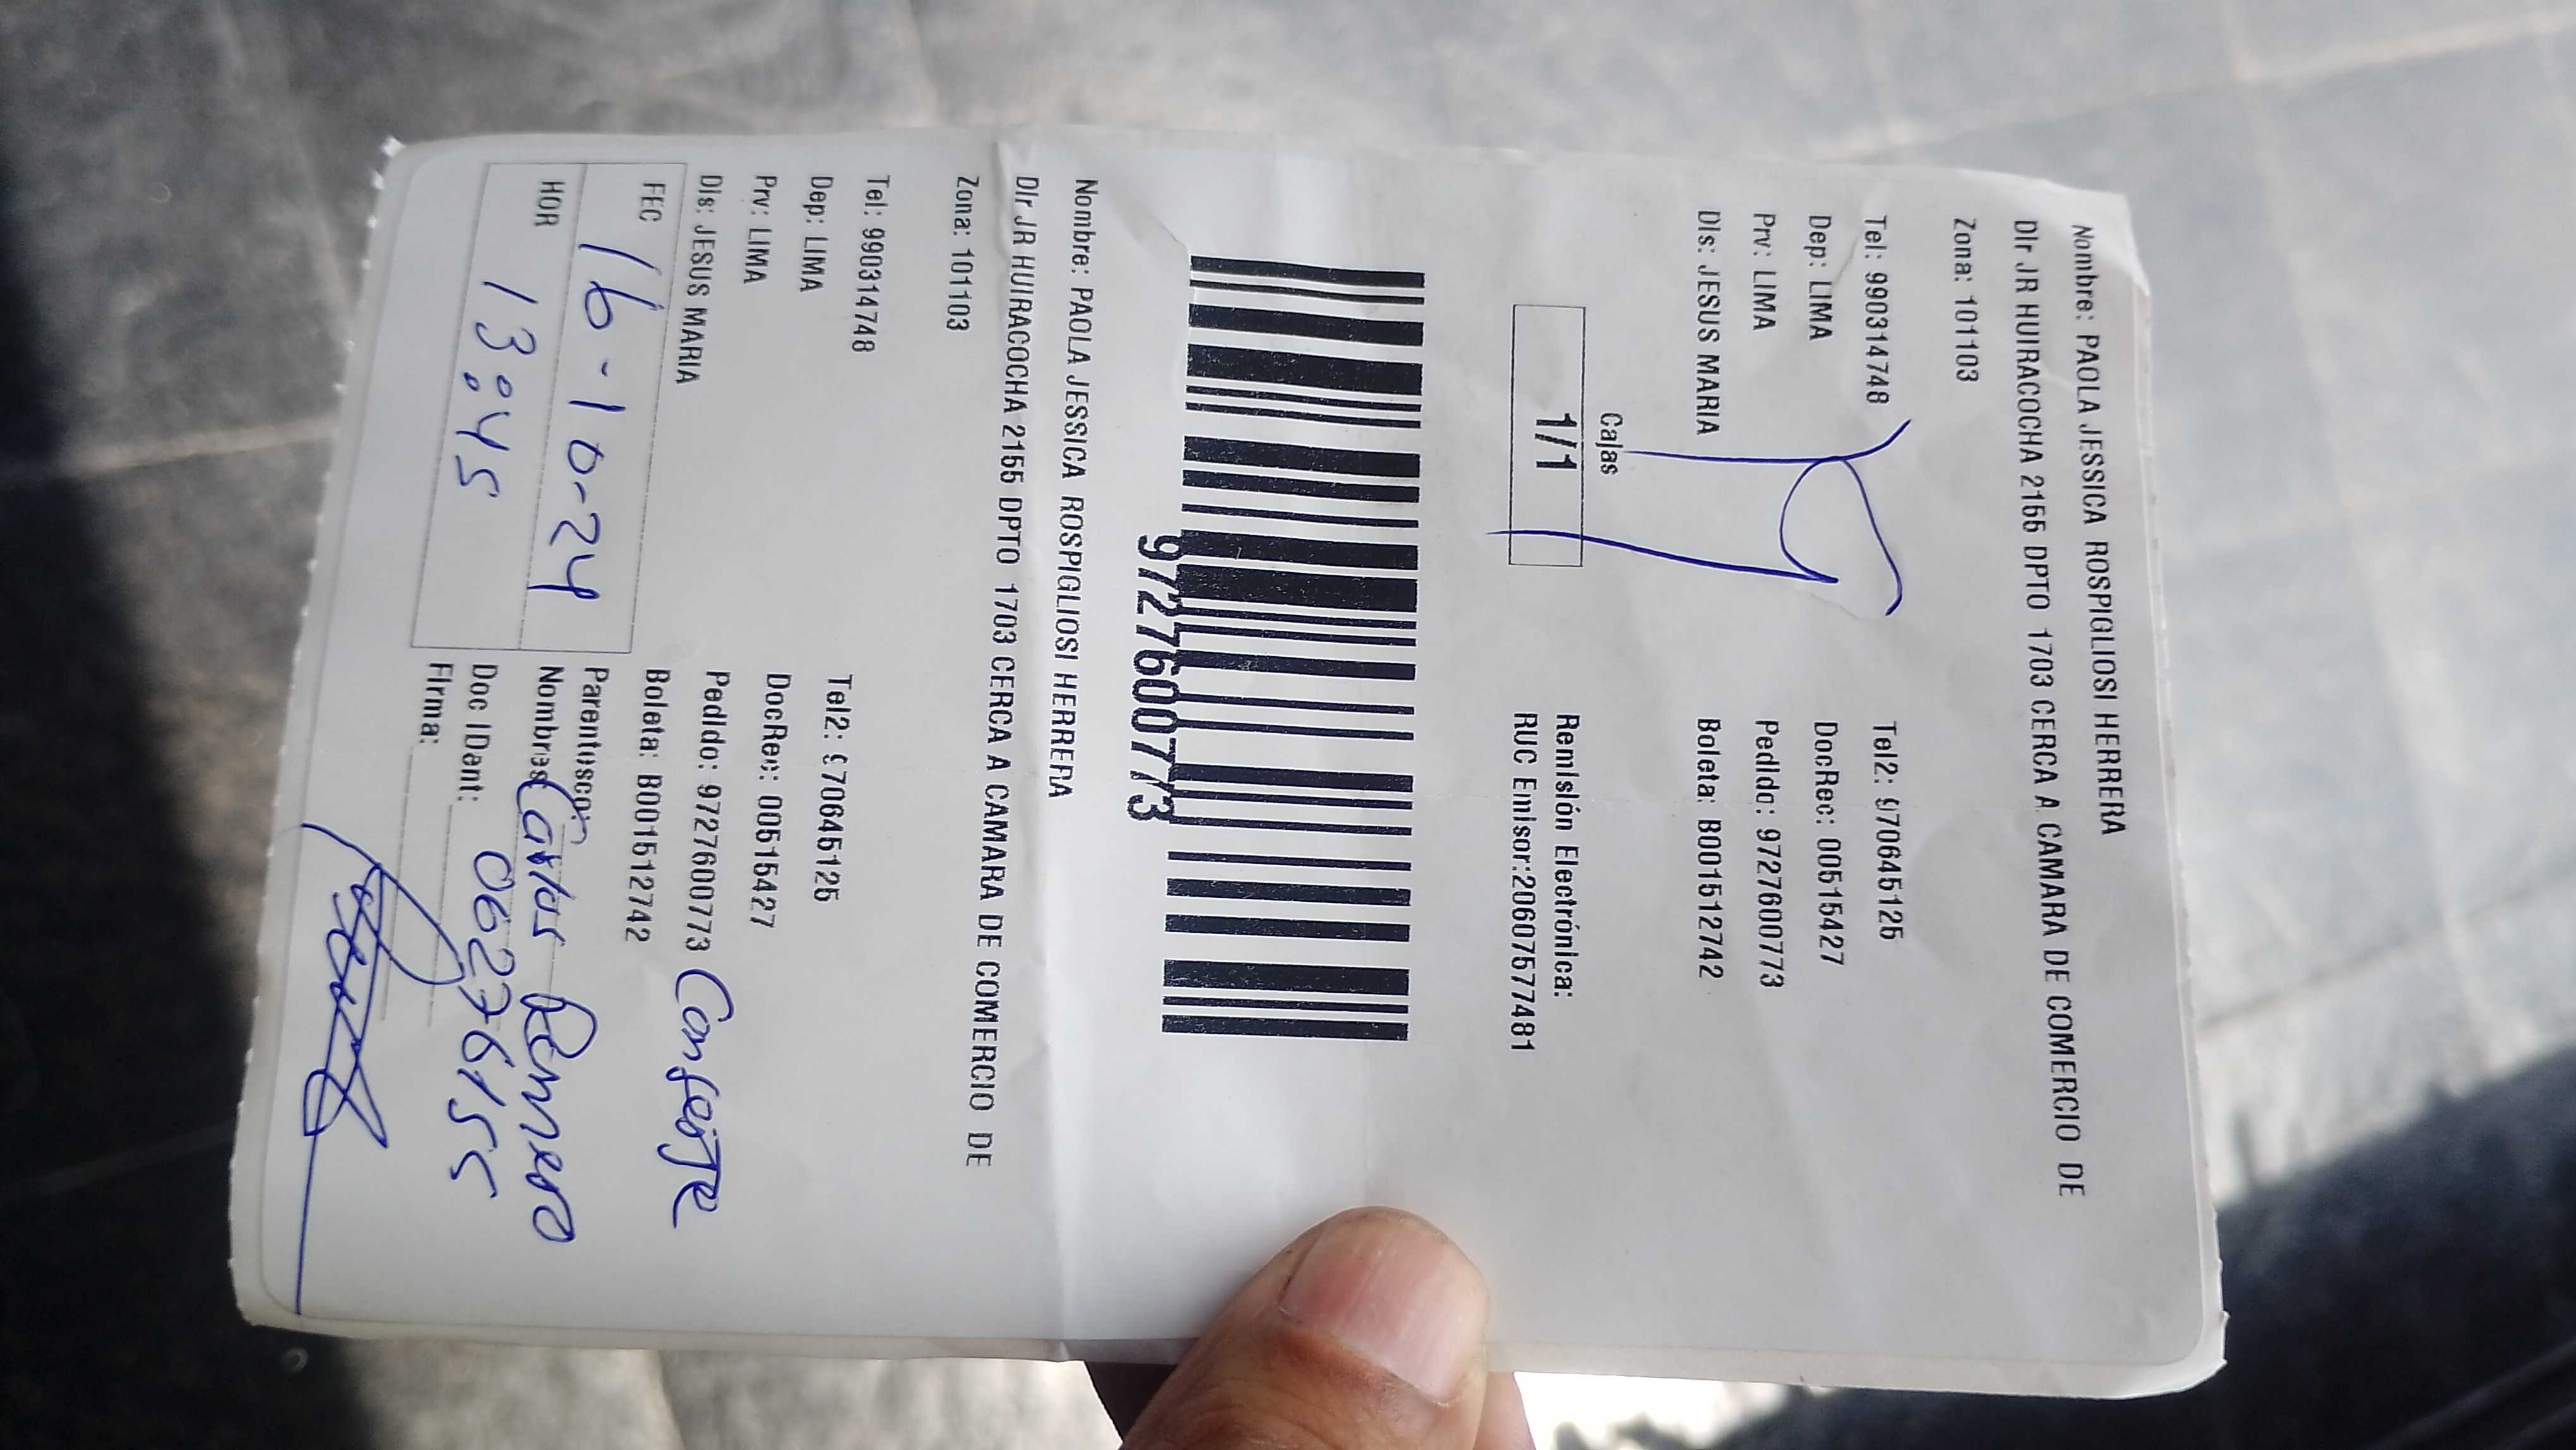 Nombre: PAOLA JESSICA ROSPIGLIOSI HERRERA
Dir JR HUIRACOCHA 2155 DPTO 1703 CERCA A CAMARA DE COMERCIO DE
Zona: 101103
Tel: 990314748 Tel2: 970645125
Dep: LIMA DocRec: 00515427
Prv: LIMA Pedido: 9727600773
Dis: JESUS MARIA Boleta: B001512742
Cajas
1/1
Remisión Electrónica:
RUC Emisor:20607577481
9727600773
Nombre: PAOLA JESSICA ROSPIGLIOSI HERRERA
Dir JR HUIRACOCHA 2155 DPTO 1703 CERCA A CAMARA DE COMERCIO DE
Zona: 101103
Tel: 990314748 Tel2: 970645125
Dep: LIMA DocRec: 00515427
Prv: LIMA Pedido: 9727600773
Dis: JESUS MARIA Boleta: B001512742
Conserje
FEC 16-10-24 Parentesco:
HOR 13:45 Nombres Carlos Romero
Doc IDent: 06276155
Firma: